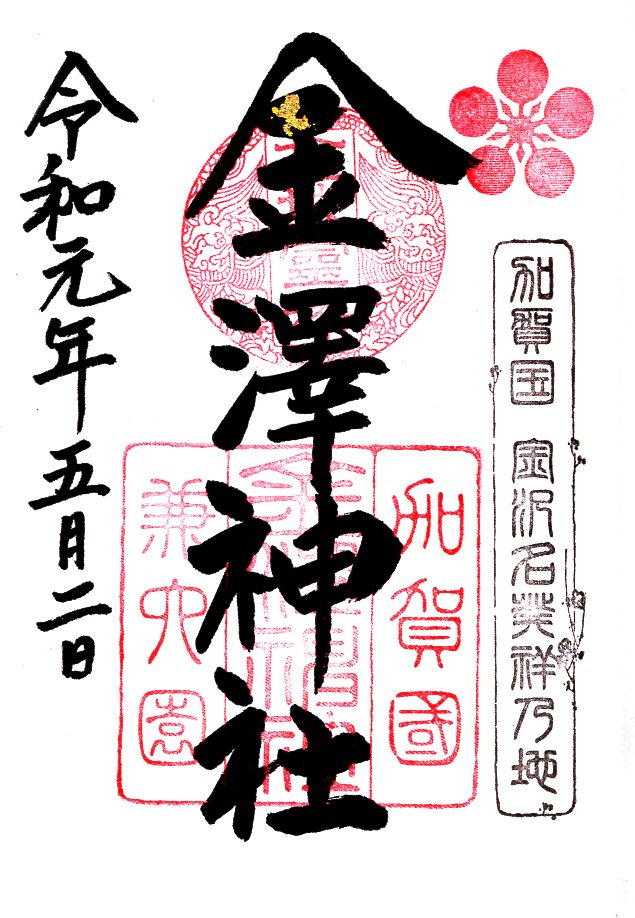 加賀国 金沢名発祥乃地
金澤神社
加賀國
金澤神社
兼六園
令和元年五月二日